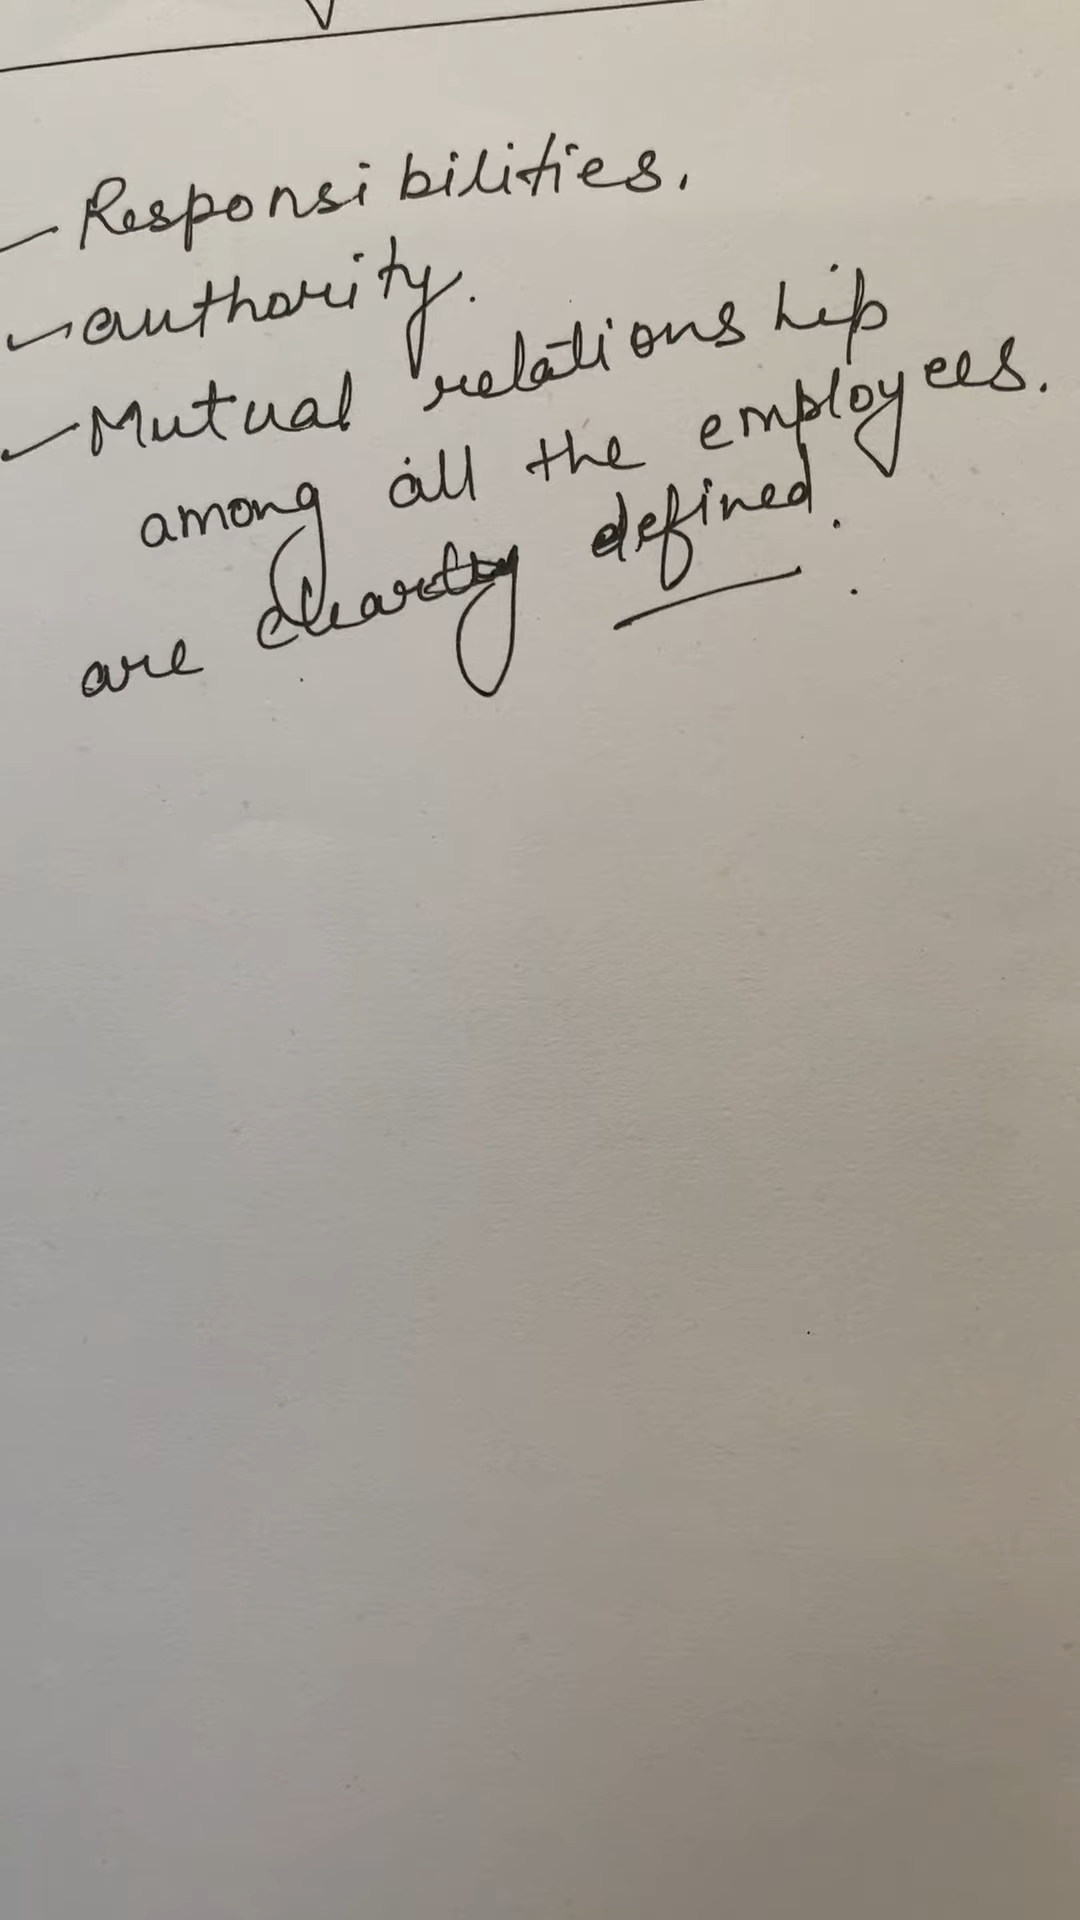 - Responsibilities.
- authority.
- Mutual relationship
among all the employees.
are clearly defined.